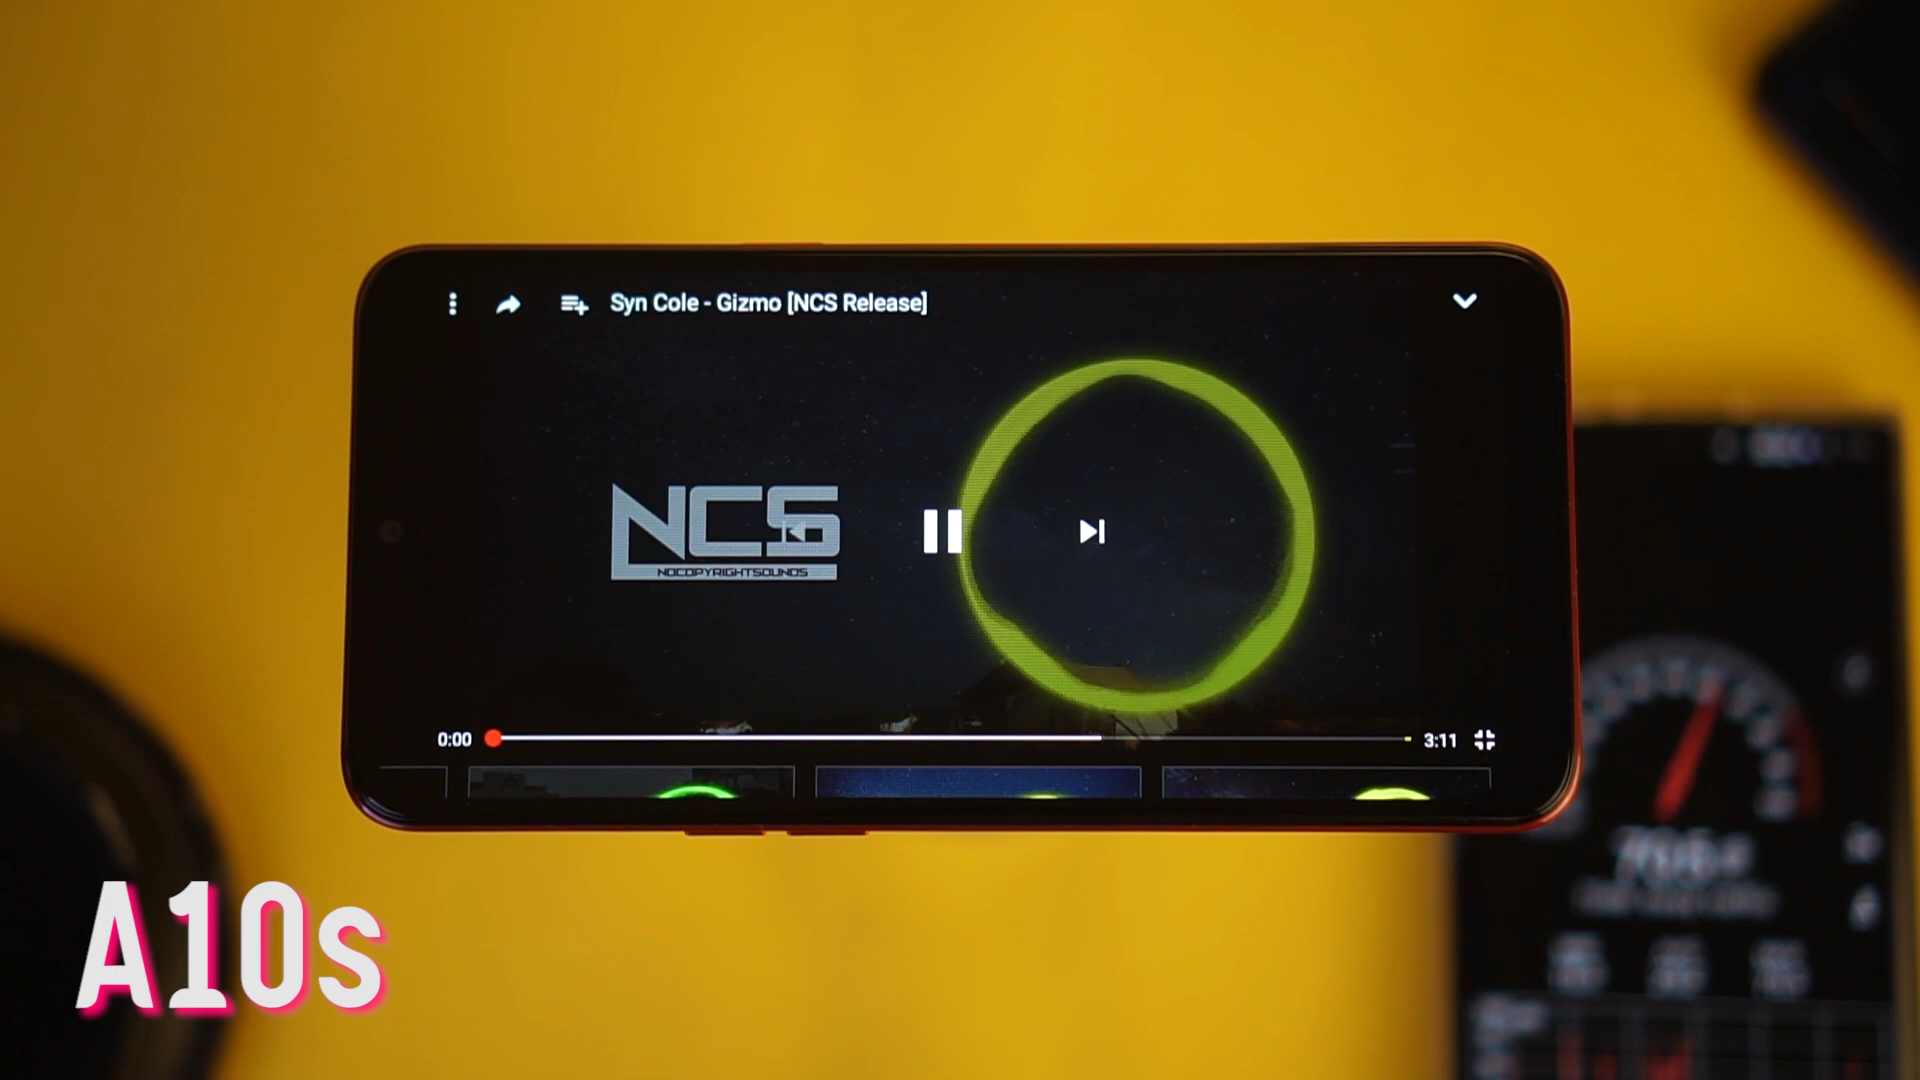 Syn Cole - Gizmo [NCS Release]
NCS
NOCOPYRIGHTSOUNDS
0:00
3:11
A10s